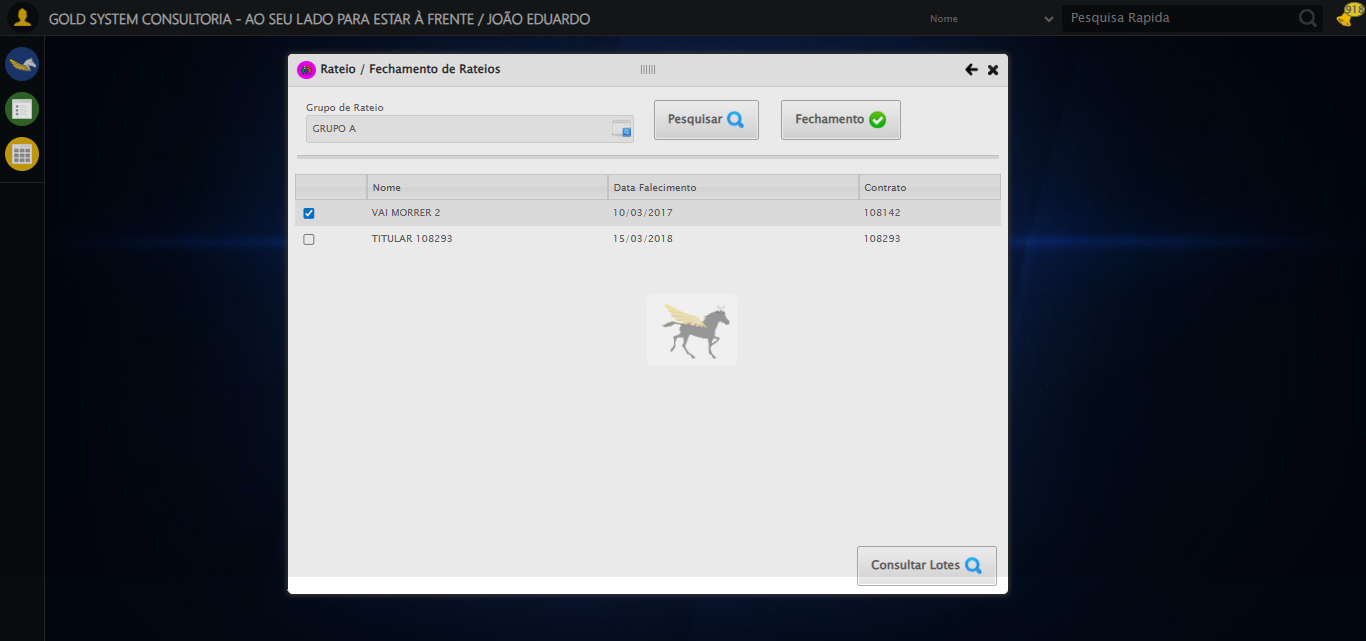 GOLD SYSTEM CONSULTORIA - AO SEU LADO PARA ESTAR À FRENTE / JOÃO EDUARDO
Nome
Pesquisa Rapida
918
Rateio / Fechamento de Rateios
Grupo de Rateio
GRUPO A
Pesquisar
Fechamento
Nome Data Falecimento Contrato
VAI MORRER 2 10/03/2017 108142
TITULAR 108293 15/03/2018 108293
Consultar Lotes